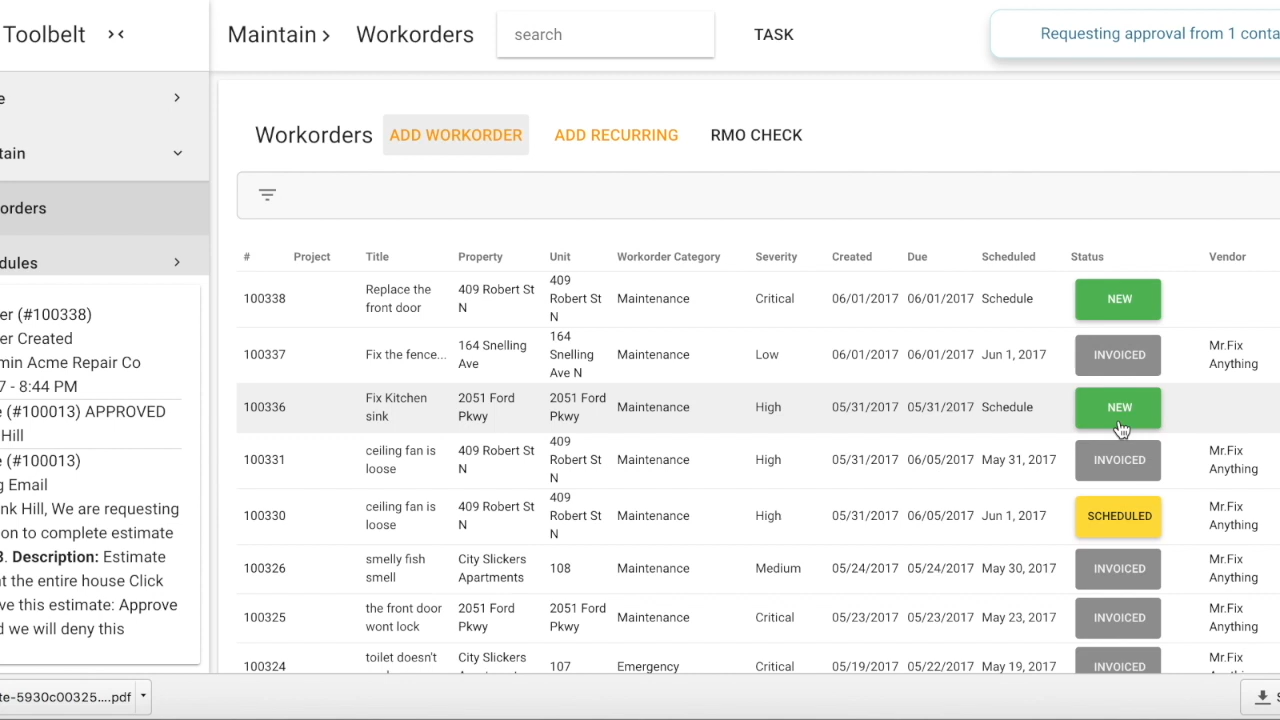 Toolbelt
Maintain › Workorders
search
TASK
Requesting approval from 1 conta
e
tain
orders
dules
er (#100338)
er Created
min Acme Repair Co
7 - 8:44 PM
e (#100013) APPROVED
Hill
e (#100013)
g Email
nk Hill, We are requesting
on to complete estimate
3. Description: Estimate
t the entire house Click
ve this estimate: Approve
d we will deny this
Workorders ADD WORKORDER ADD RECURRING RMO CHECK
# Project Title Property Unit Workorder Category Severity Created Due Scheduled Status Vendor
100338 Replace the front door 409 Robert St N 409 Robert St N Maintenance Critical 06/01/2017 06/01/2017 Schedule NEW
100337 Fix the fence... 164 Snelling Ave 164 Snelling Ave N Maintenance Low 06/01/2017 06/01/2017 Jun 1, 2017 INVOICED Mr.Fix Anything
100336 Fix Kitchen sink 2051 Ford Pkwy 2051 Ford Pkwy Maintenance High 05/31/2017 05/31/2017 Schedule NEW
100331 ceiling fan is loose 409 Robert St N 409 Robert St N Maintenance High 05/31/2017 06/05/2017 May 31, 2017 INVOICED Mr.Fix Anything
100330 ceiling fan is loose 409 Robert St N 409 Robert St N Maintenance High 05/31/2017 06/05/2017 Jun 1, 2017 SCHEDULED Mr.Fix Anything
100326 smelly fish smell City Slickers Apartments 108 Maintenance Medium 05/24/2017 05/24/2017 May 30, 2017 INVOICED Mr.Fix Anything
100325 the front door wont lock 2051 Ford Pkwy 2051 Ford Pkwy Maintenance Critical 05/23/2017 05/23/2017 May 23, 2017 INVOICED Mr.Fix Anything
100324 toilet doesn't City Slickers 107 Emergency Critical 05/19/2017 05/22/2017 May 19, 2017 INVOICED Mr.Fix
te-5930c00325....pdf